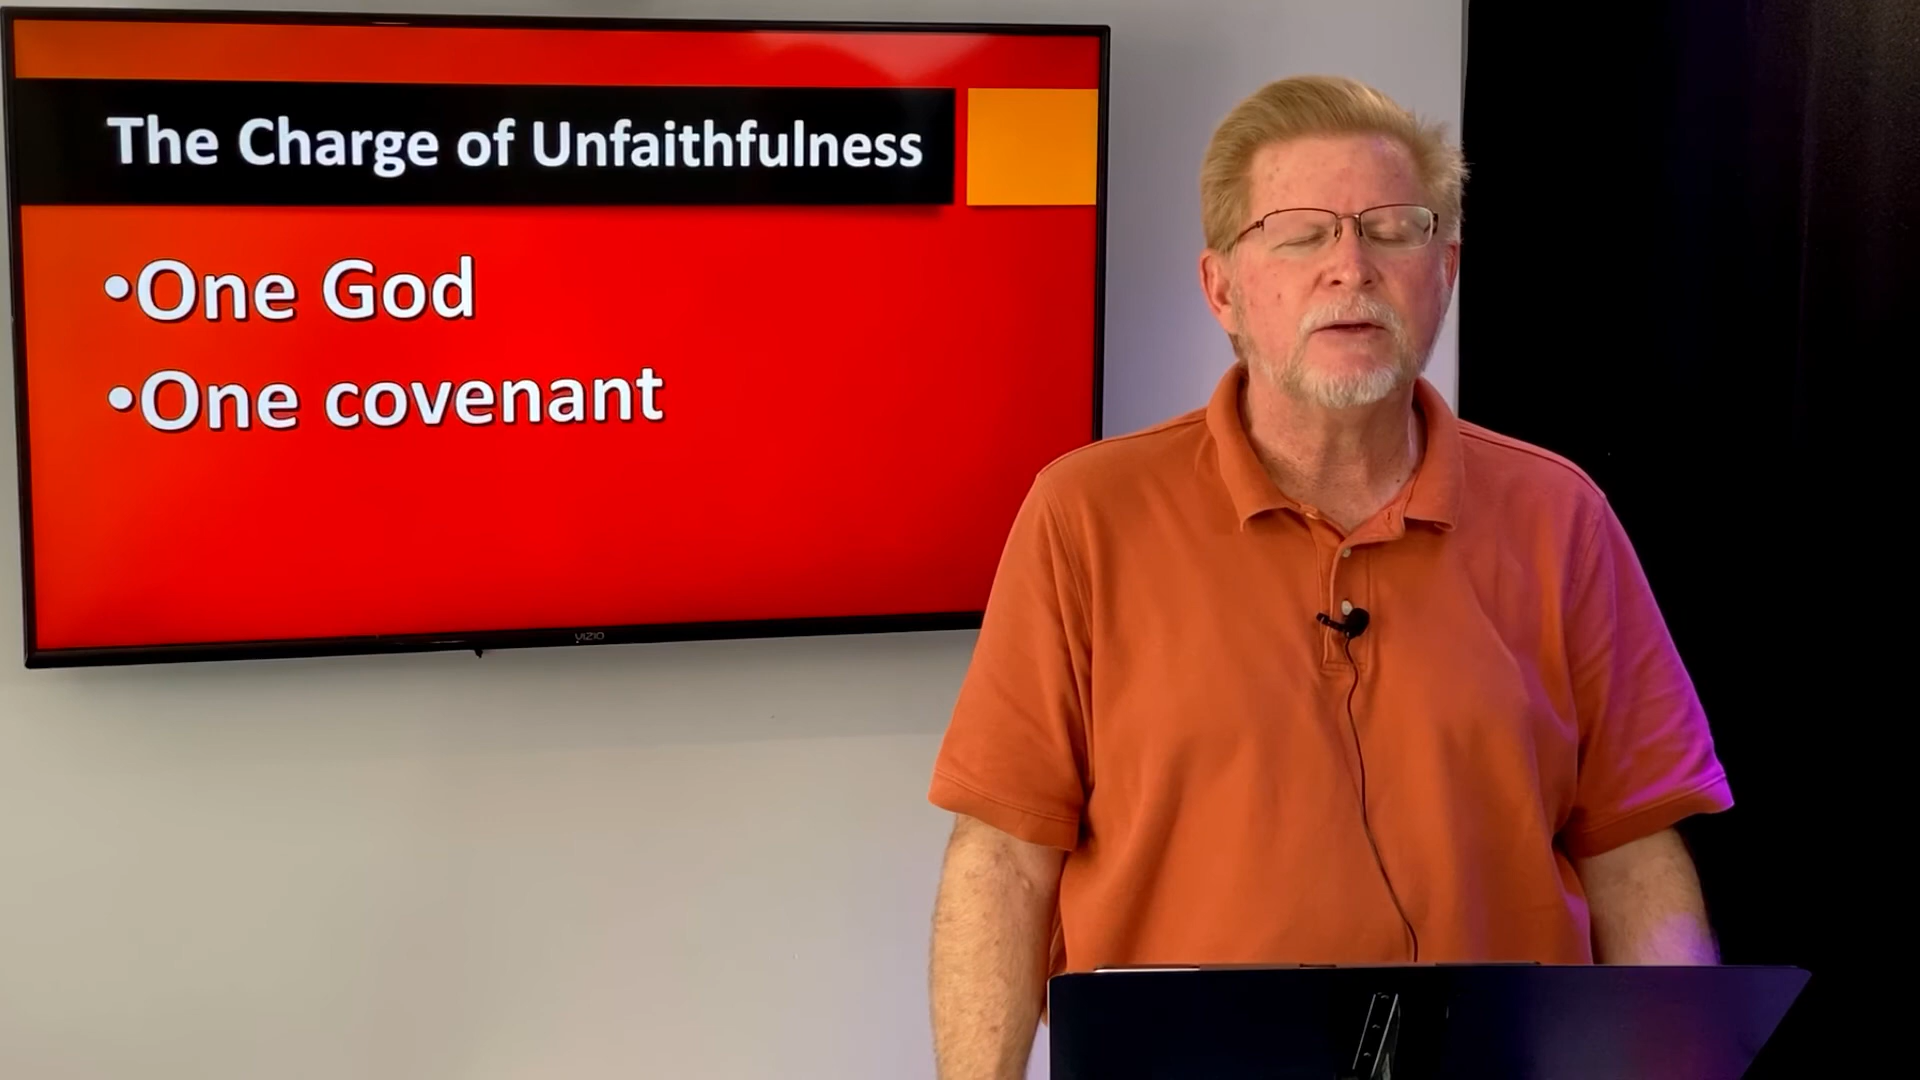 The Charge of Unfaithfulness
•One God
•One covenant
VIZIO